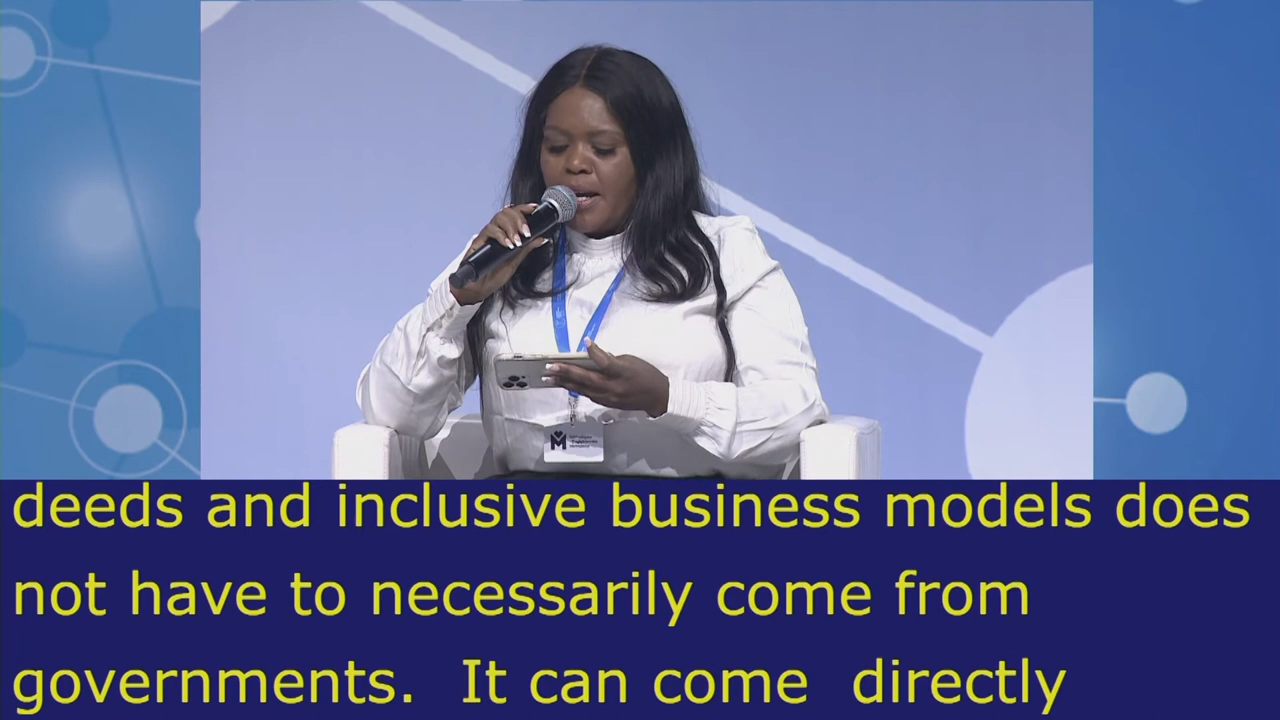 M
deeds and inclusive business models does
not have to necessarily come from
governments. It can come directly